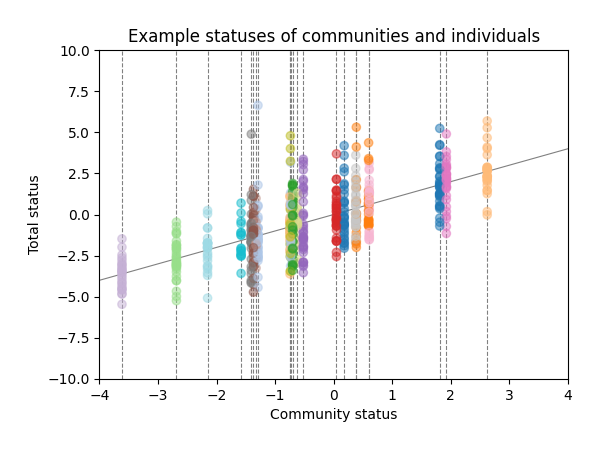 Example statuses of communities and individuals
10.0
7.5
5.0
2.5
0.0
−2.5
−5.0
−7.5
−10.0
Total status
−4 −3 −2 −1 0 1 2 3 4
Community status